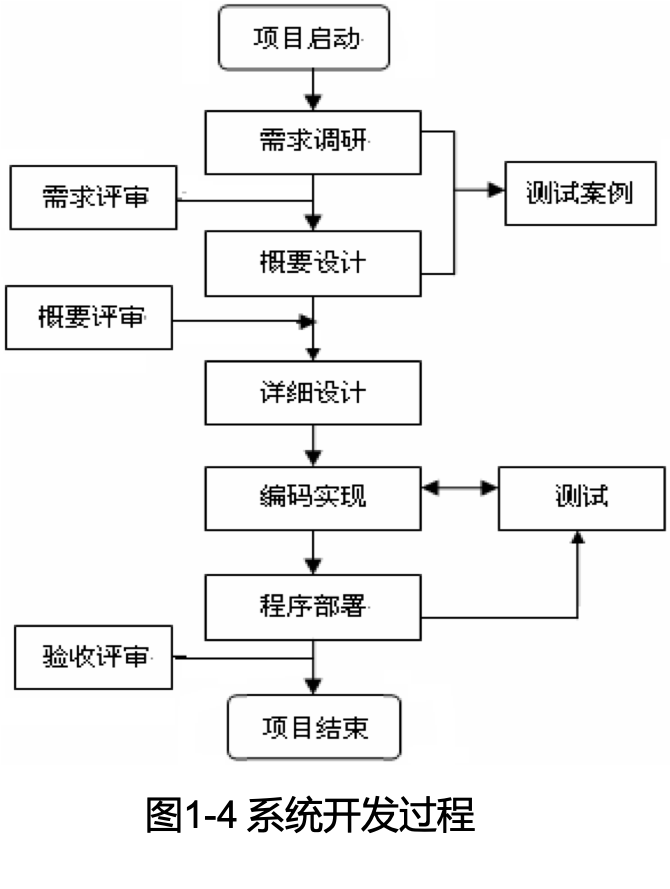 项目启动
需求调研
需求评审
测试案例
概要设计
概要评审
详细设计
编码实现
测试
程序部署
验收评审
项目结束
图1-4 系统开发过程